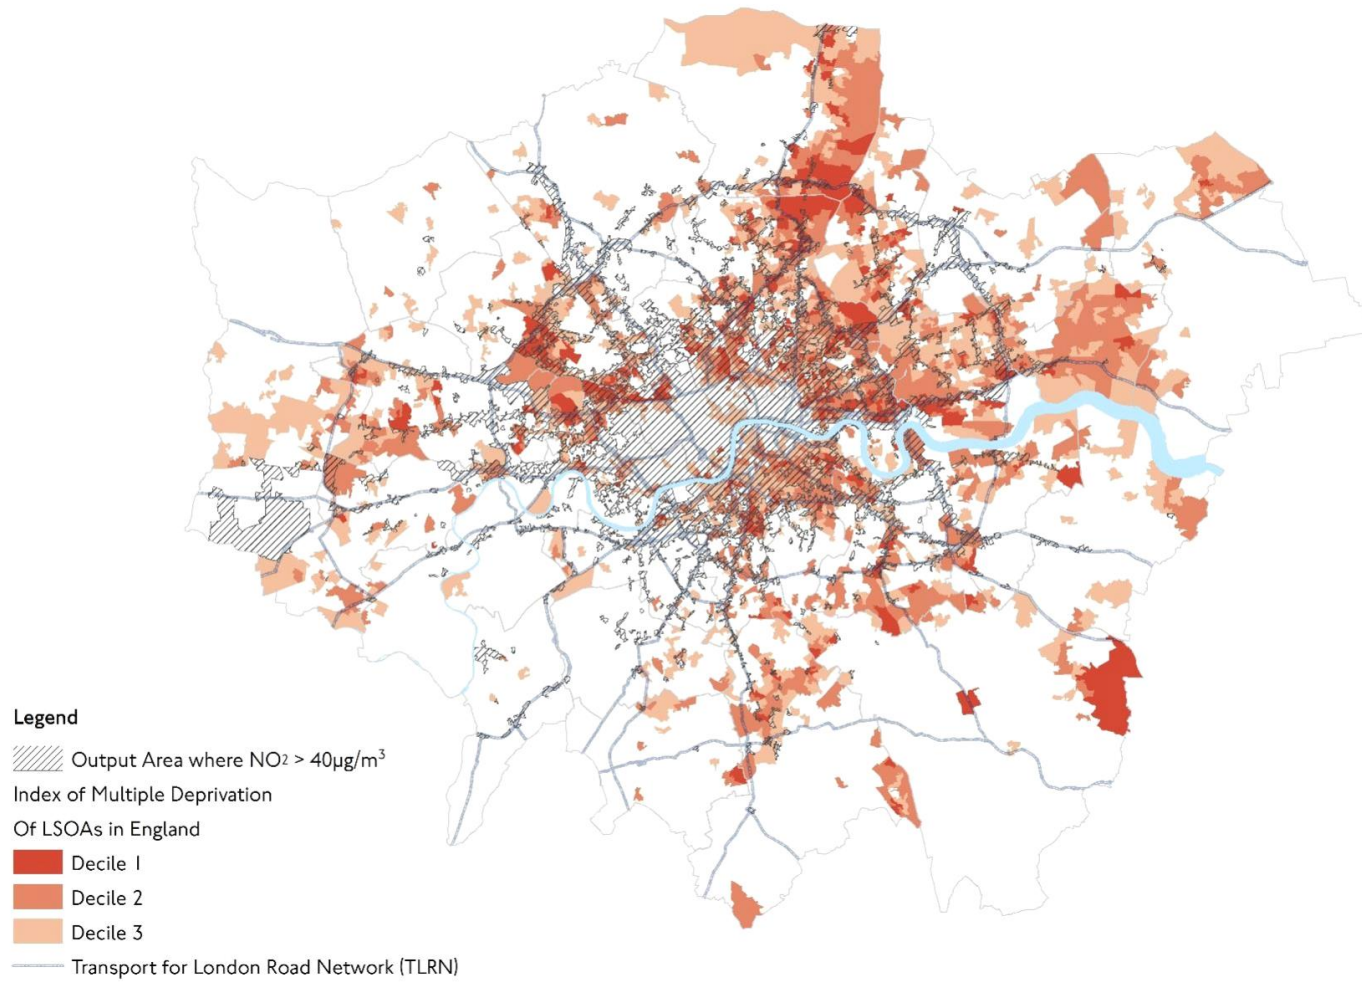 Legend
Output Area where NO2 > 40µg/m³
Index of Multiple Deprivation
Of LSOAs in England
Decile 1
Decile 2
Decile 3
Transport for London Road Network (TLRN)